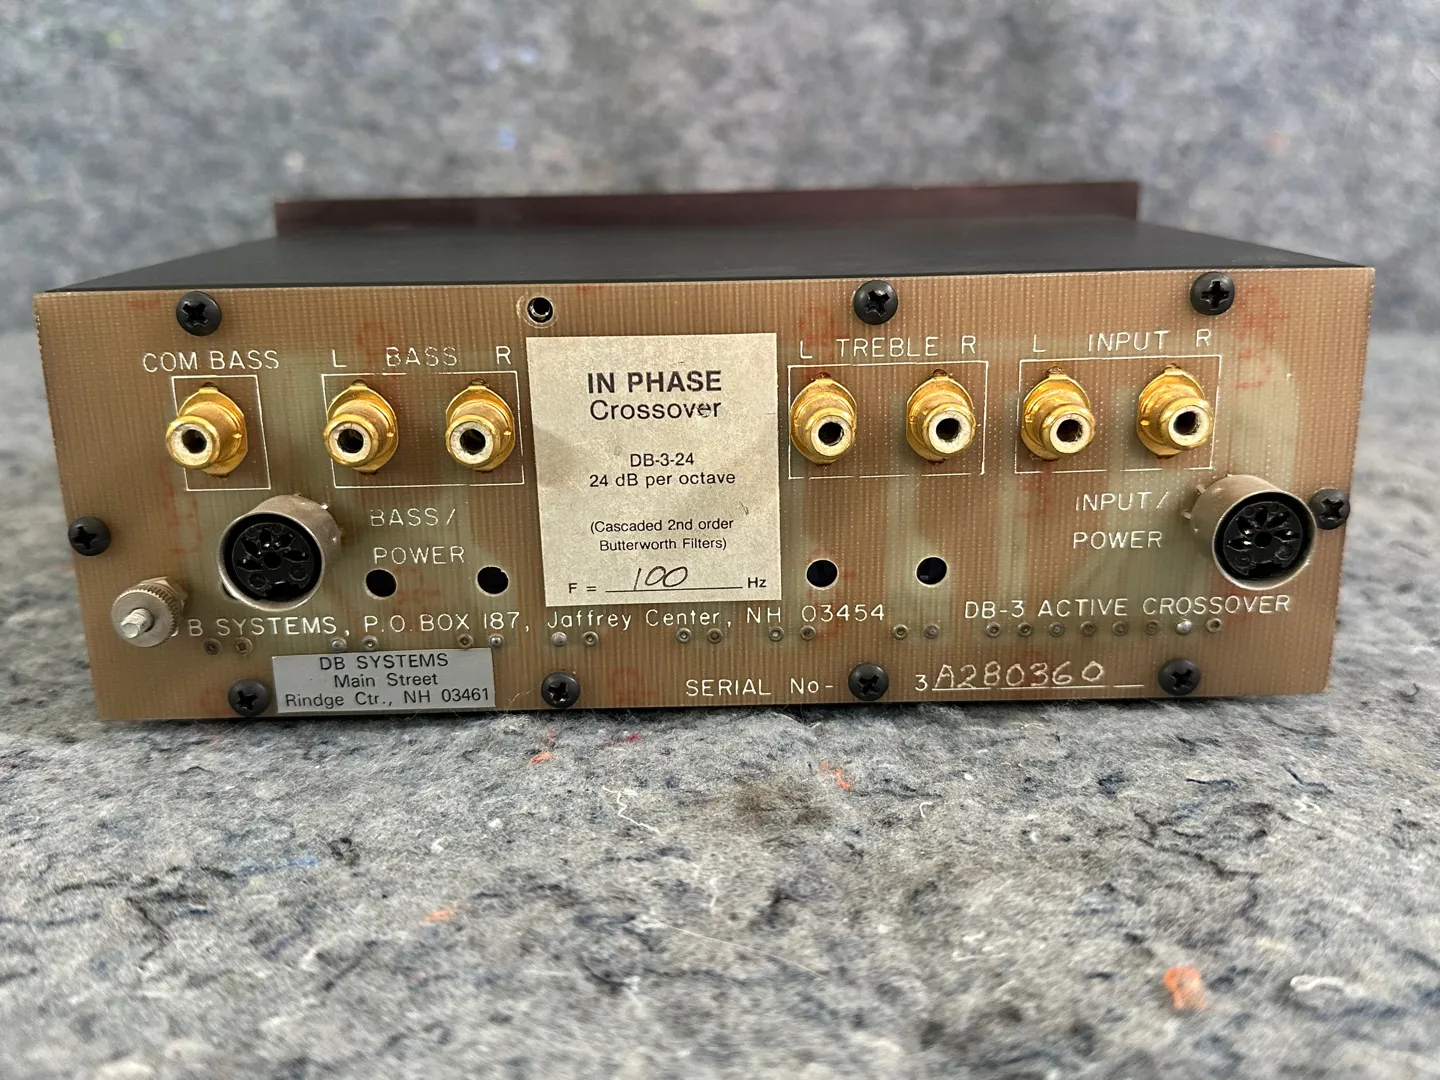 COM BASS
L BASS R
L TREBLE R
L INPUT R
IN PHASE
Crossover
DB-3-24
24 dB per octave
(Cascaded 2nd order
Butterworth Filters)
F = 100 Hz
BASS/
POWER
INPUT/
POWER
DB SYSTEMS, P.O. BOX 187, Jaffrey Center, NH 03454
DB-3 ACTIVE CROSSOVER
DB SYSTEMS
Main Street
Rindge Ctr., NH 03461
SERIAL No- 3A280360